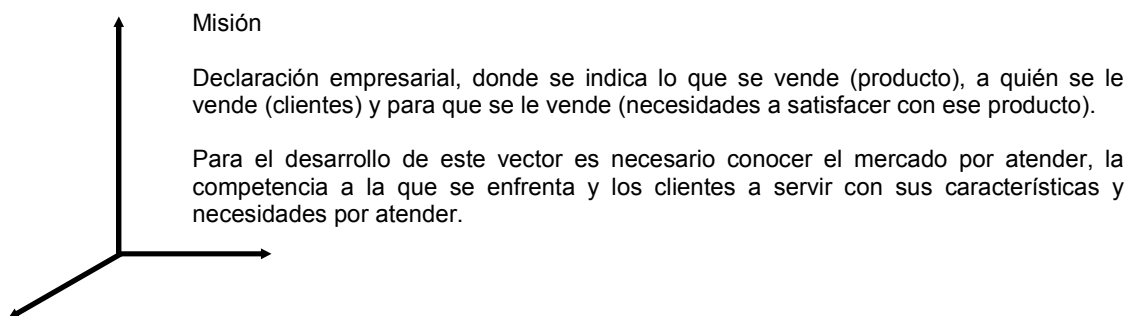 Misión
Declaración empresarial, donde se indica lo que se vende (producto), a quién se le
vende (clientes) y para que se le vende (necesidades a satisfacer con ese producto).
Para el desarrollo de este vector es necesario conocer el mercado por atender, la
competencia a la que se enfrenta y los clientes a servir con sus características y
necesidades por atender.